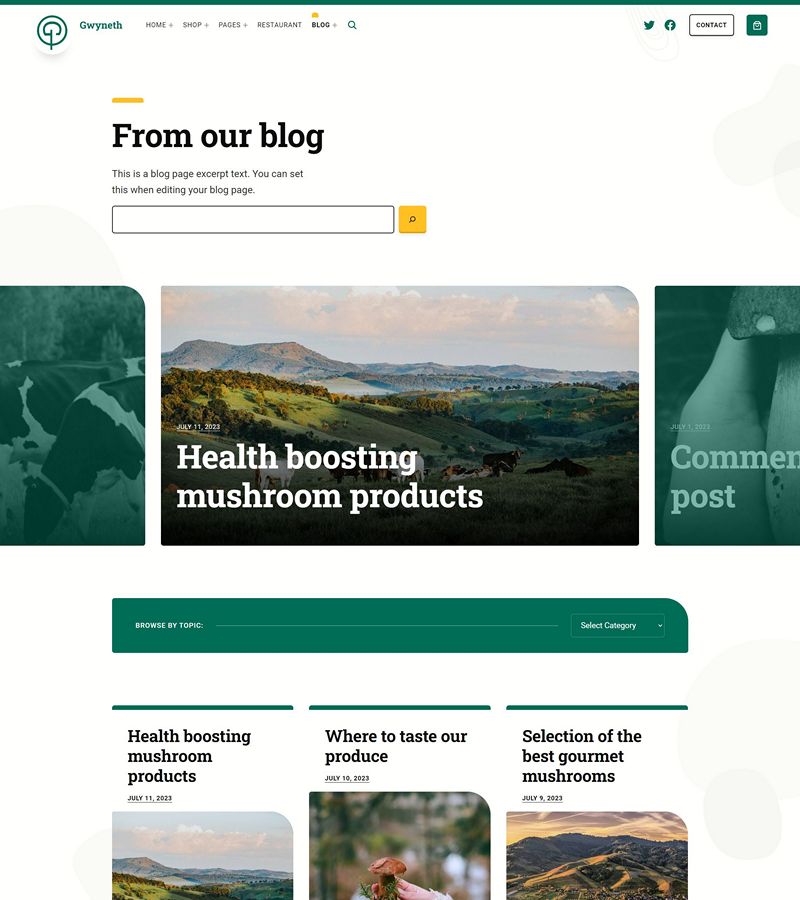 Gwyneth
HOME +
SHOP +
PAGES +
RESTAURANT
BLOG +
CONTACT
From our blog
This is a blog page excerpt text. You can set
this when editing your blog page.
JULY 11, 2023
Health boosting
mushroom products
JULY 1, 2023
Commen
post
BROWSE BY TOPIC:
Select Category
Health boosting
mushroom
products
JULY 11, 2023
Where to taste our
produce
JULY 10, 2023
Selection of the
best gourmet
mushrooms
JULY 9, 2023